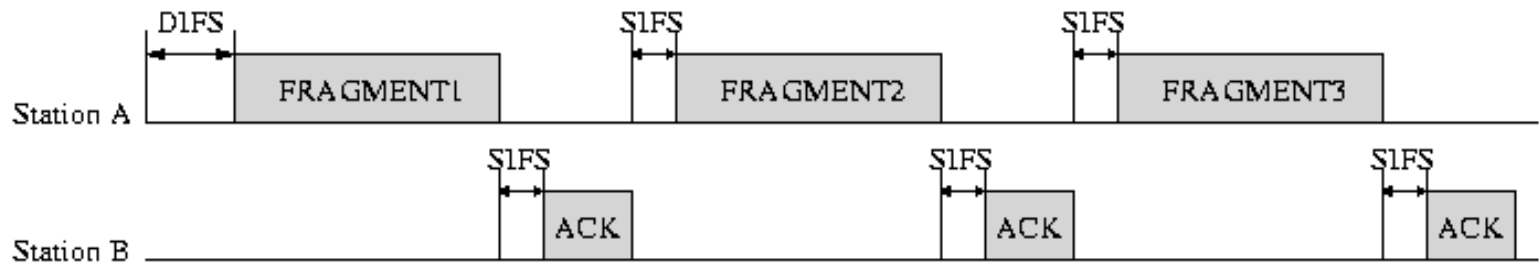 DIFS SIFS SIFS
FRAGMENT1 FRAGMENT2 FRAGMENT3
Station A
SIFS SIFS SIFS
ACK ACK ACK
Station B